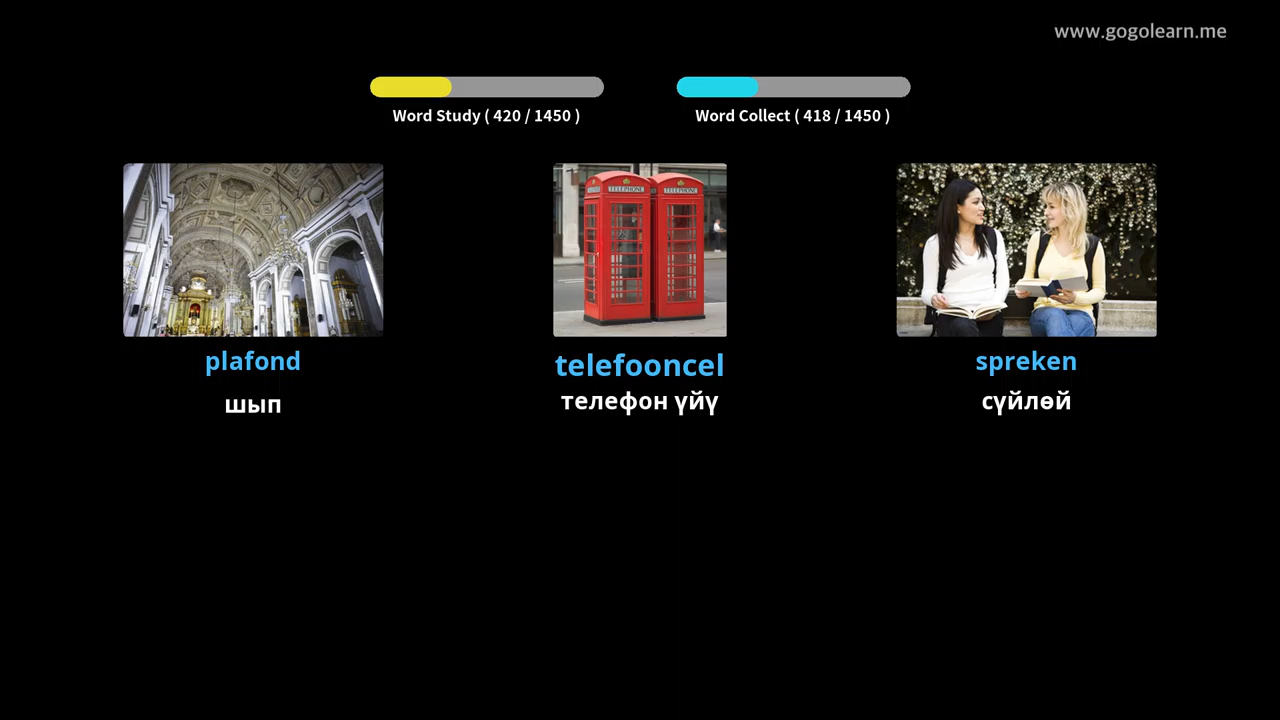 www.gogolearn.me
Word Study ( 420 / 1450 )
Word Collect ( 418 / 1450 )
TELEPHONE
TELEPHONE
plafond
telefooncel
spreken
шып
телефон үйү
сүйлөй